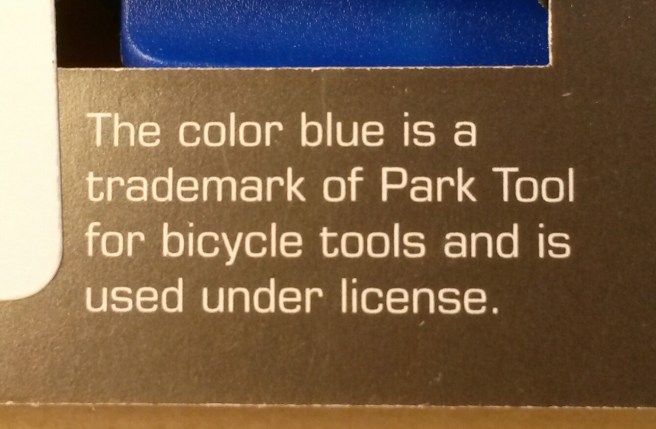 The color blue is a
trademark of Park Tool
for bicycle tools and is
used under license.